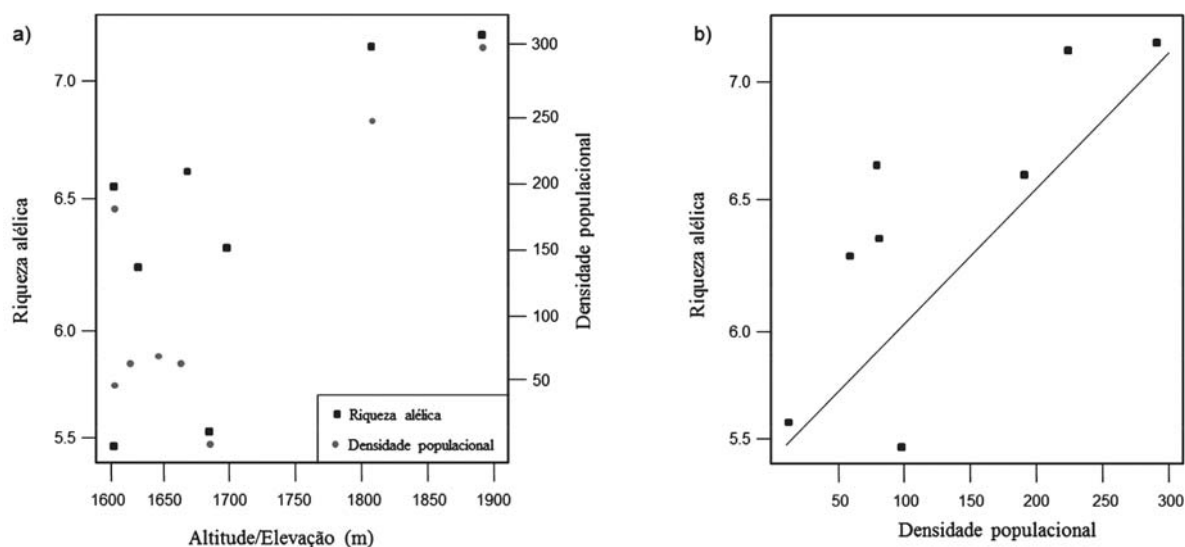 a)
Riqueza alélica
7.0
6.5
6.0
5.5
300
250
200
150
100
50
Densidade populacional
Riqueza alélica
Densidade populacional
1600 1650 1700 1750 1800 1850 1900
Altitude/Elevação (m)
b)
Riqueza alélica
7.0
6.5
6.0
5.5
50 100 150 200 250 300
Densidade populacional